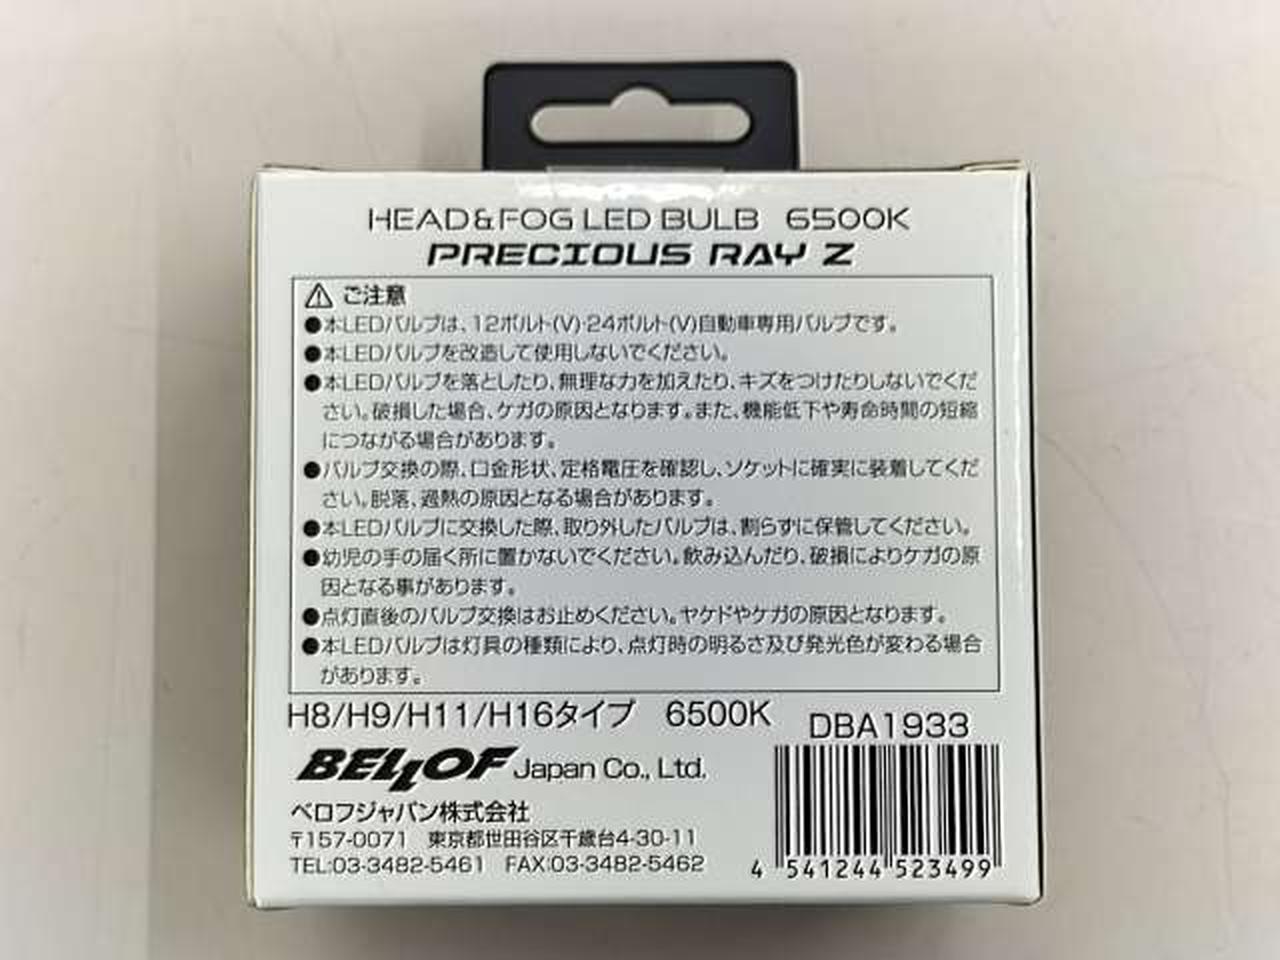 HEAD&FOG LED BULB 6500K
PRECIOUS RAY Z
⚠ ご注意
●本LEDバルブは、12ボルト(V)·24ボルト(V)自動車専用バルブです。
●本LEDバルブを改造して使用しないでください。
●本LEDバルブを落としたり、無理な力を加えたり、キズをつけたりしないでくだ
さい。破損した場合、ケガの原因となります。また、機能低下や寿命時間の短縮
につながる場合があります。
●バルブ交換の際、口金形状、定格電圧を確認し、ソケットに確実に装着してくだ
さい。脱落、過熱の原因となる場合があります。
●本LEDバルブに交換した際、取り外したバルブは、割らずに保管してください。
●幼児の手の届く所に置かないでください。飲み込んだり、破損によりケガの原
因となる事があります。
●点灯直後のバルブ交換はお止めください。ヤケドやケガの原因となります。
●本LEDバルブは灯具の種類により、点灯時の明るさ及び発光色が変わる場合
があります。
H8/H9/H11/H16タイプ 6500K
DBA1933
BELLOF Japan Co., Ltd.
ベロフジャパン株式会社
〒157-0071 東京都世田谷区千歳台4-30-11
TEL:03-3482-5461 FAX:03-3482-5462
4 541244 523499